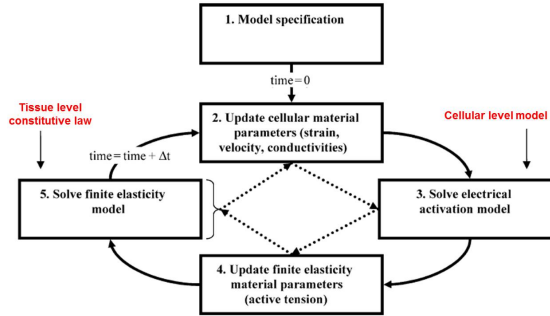 1. Model specification
time=0
Tissue level
constitutive law
2. Update cellular material
parameters (strain,
velocity, conductivities)
Cellular level model
time=time + Δt
5. Solve finite elasticity
model
3. Solve electrical
activation model
4. Update finite elasticity
material parameters
(active tension)